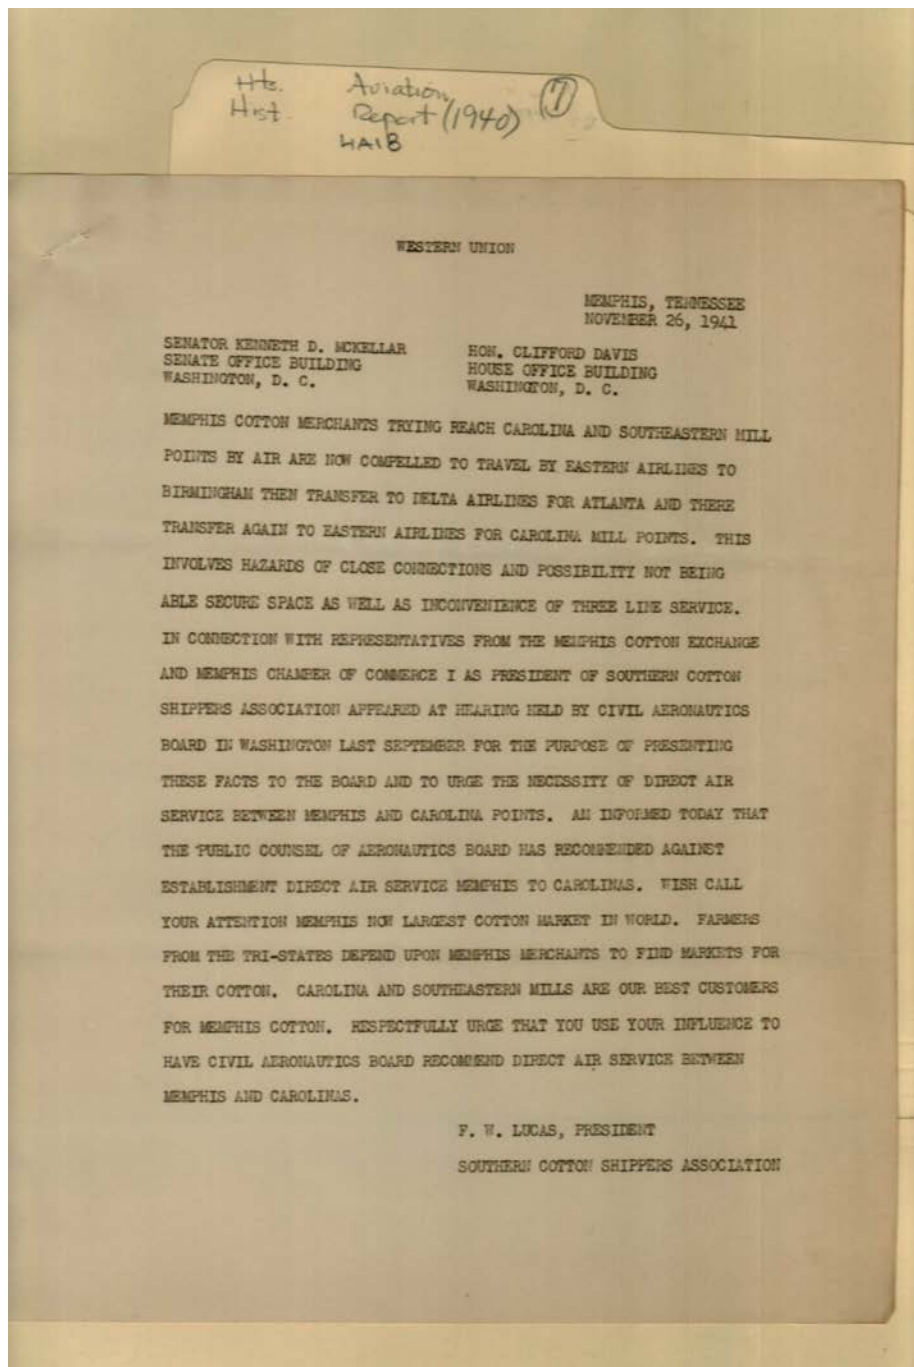 Hts. Aviation
Hist. Report (1940) 7
4A1B
WESTERN UNION
MEMPHIS, TENNESSEE
NOVEMBER 26, 1941
SENATOR KENNETH D. MCKELLAR
SENATE OFFICE BUILDING
WASHINGTON, D. C.
HON. CLIFFORD DAVIS
HOUSE OFFICE BUILDING
WASHINGTON, D. C.
MEMPHIS COTTON MERCHANTS TRYING REACH CAROLINA AND SOUTHEASTERN MILL
POINTS BY AIR ARE NOW COMPELLED TO TRAVEL BY EASTERN AIRLINES TO
BIRMINGHAM THEN TRANSFER TO DELTA AIRLINES FOR ATLANTA AND THERE
TRANSFER AGAIN TO EASTERN AIRLINES FOR CAROLINA MILL POINTS. THIS
INVOLVES HAZARDS OF CLOSE CONNECTIONS AND POSSIBILITY NOT BEING
ABLE SECURE SPACE AS WELL AS INCONVENIENCE OF THREE LINE SERVICE.
IN CONNECTION WITH REPRESENTATIVES FROM THE MEMPHIS COTTON EXCHANGE
AND MEMPHIS CHAMBER OF COMMERCE I AS PRESIDENT OF SOUTHERN COTTON
SHIPPERS ASSOCIATION APPEARED AT HEARING HELD BY CIVIL AERONAUTICS
BOARD IN WASHINGTON LAST SEPTEMBER FOR THE PURPOSE OF PRESENTING
THESE FACTS TO THE BOARD AND TO URGE THE NECESSITY OF DIRECT AIR
SERVICE BETWEEN MEMPHIS AND CAROLINA POINTS. AM INFORMED TODAY THAT
THE PUBLIC COUNSEL OF AERONAUTICS BOARD HAS RECOMMENDED AGAINST
ESTABLISHMENT DIRECT AIR SERVICE MEMPHIS TO CAROLINAS. WISH CALL
YOUR ATTENTION MEMPHIS NOW LARGEST COTTON MARKET IN WORLD. FARMERS
FROM THE TRI-STATES DEPEND UPON MEMPHIS MERCHANTS TO FIND MARKETS FOR
THEIR COTTON. CAROLINA AND SOUTHEASTERN MILLS ARE OUR BEST CUSTOMERS
FOR MEMPHIS COTTON. RESPECTFULLY URGE THAT YOU USE YOUR INFLUENCE TO
HAVE CIVIL AERONAUTICS BOARD RECOMMEND DIRECT AIR SERVICE BETWEEN
MEMPHIS AND CAROLINAS.
F. W. LUCAS, PRESIDENT
SOUTHERN COTTON SHIPPERS ASSOCIATION